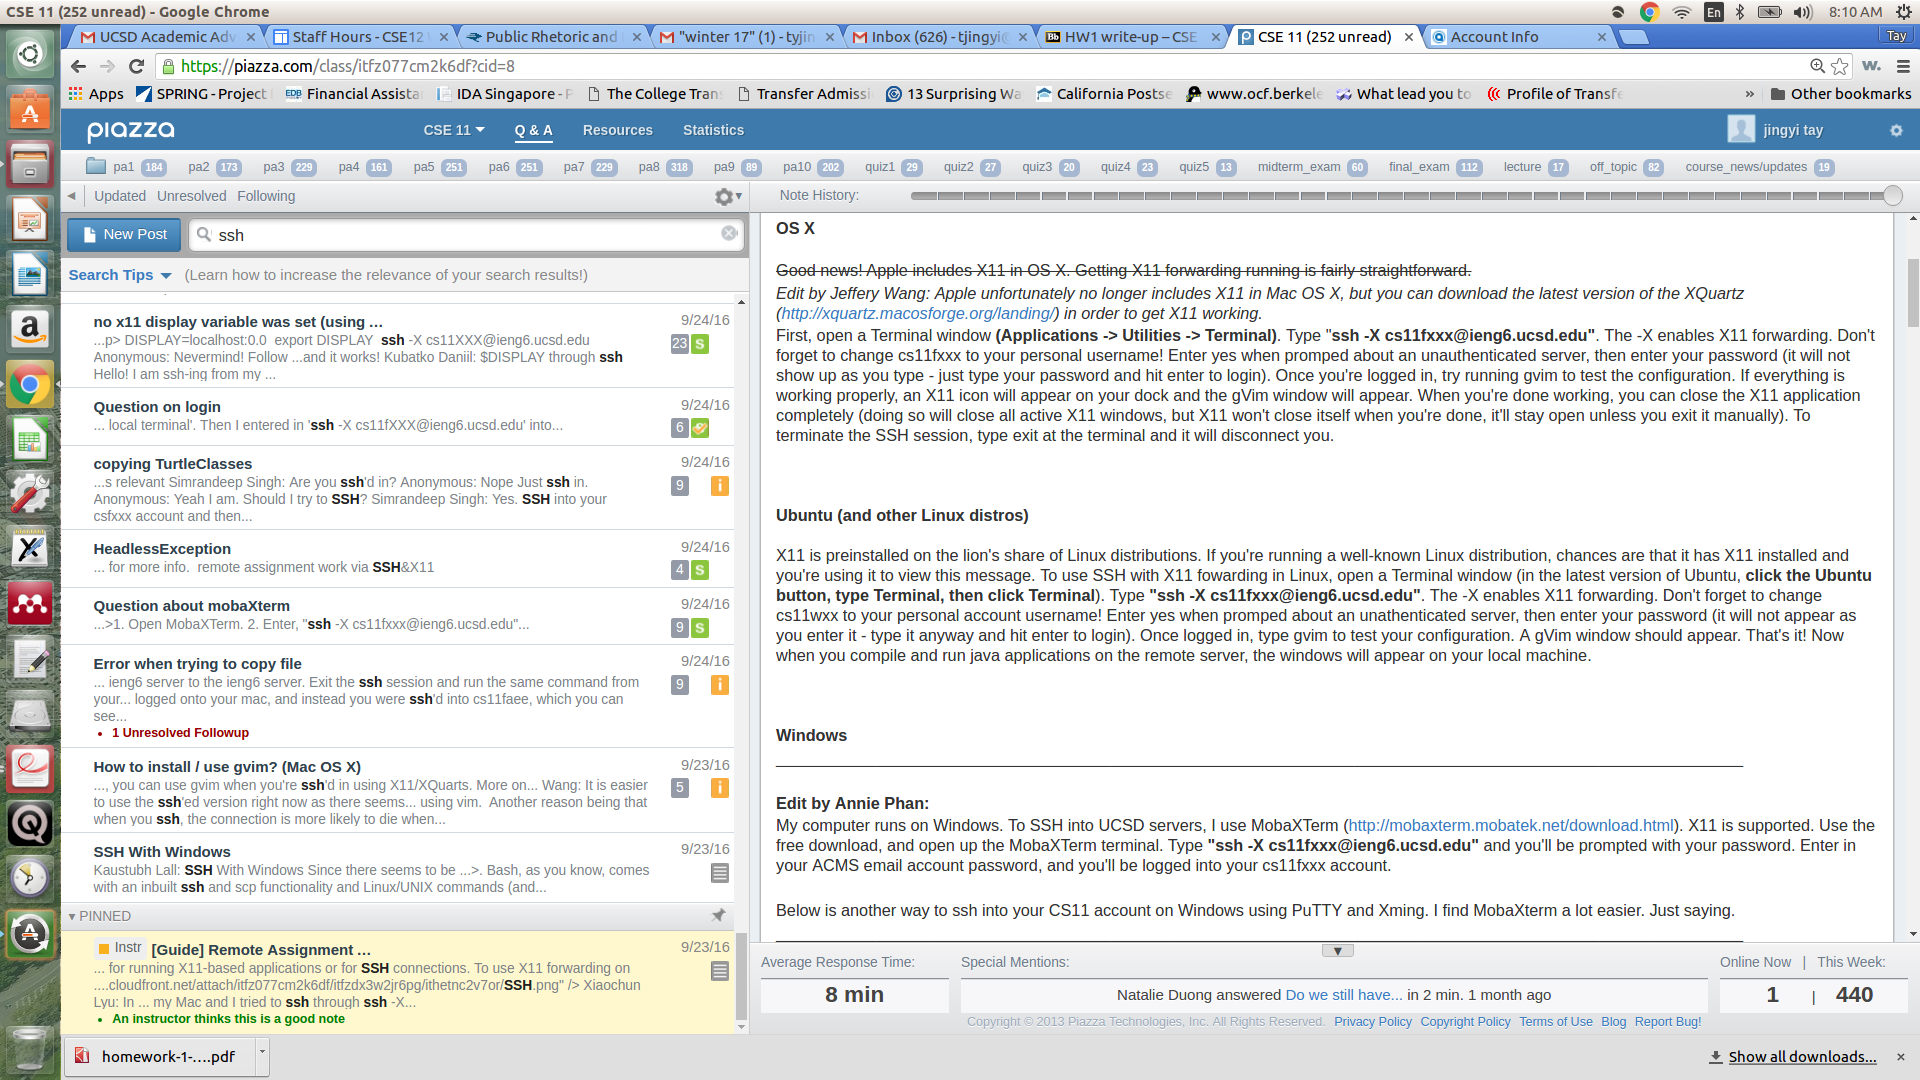 CSE 11 (252 unread) - Google Chrome
En
8:10 AM
UCSD Academic Adv
Staff Hours - CSE12
Public Rhetoric and
"winter 17" (1) - tyjin
Inbox (626) - tjingyi@
HW1 write-up – CSE
CSE 11 (252 unread)
Account Info
Tay
https://piazza.com/class/itfz077cm2k6df?cid=8
Apps
SPRING - Project
Financial Assista
IDA Singapore - P
The College Tran
Transfer Admissi
13 Surprising Wa
California Postse
www.ocf.berkele
What lead you to
Profile of Transfe
Other bookmarks
piazza
CSE 11
Q & A
Resources
Statistics
jingyi tay
pa1 184
pa2 173
pa3 229
pa4 161
pa5 251
pa6 251
pa7 229
pa8 318
pa9 89
pa10 202
quiz1 29
quiz2 27
quiz3 20
quiz4 23
quiz5 13
midterm_exam 60
final_exam 112
lecture 17
off_topic 82
course_news/updates 19
Updated Unresolved Following
Note History:
New Post
ssh
Search Tips (Learn how to increase the relevance of your search results!)
no x11 display variable was set (using … 9/24/16
...p> DISPLAY=localhost:0.0 export DISPLAY ssh -X cs11XXX@ieng6.ucsd.edu 23 S
Anonymous: Nevermind! Follow ...and it works! Kubatko Daniil: $DISPLAY through ssh
Hello! I am ssh-ing from my ...
Question on login 9/24/16
... local terminal'. Then I entered in 'ssh -X cs11fXXX@ieng6.ucsd.edu' into... 6
copying TurtleClasses 9/24/16
...s relevant Simrandeep Singh: Are you ssh'd in? Anonymous: Nope Just ssh in. 9 i
Anonymous: Yeah I am. Should I try to SSH? Simrandeep Singh: Yes. SSH into your
csfxxx account and then...
HeadlessException 9/24/16
... for more info. remote assignment work via SSH&X11 4 S
Question about mobaXterm 9/24/16
...>1. Open MobaXTerm. 2. Enter, "ssh -X cs11fxxx@ieng6.ucsd.edu"... 9 S
Error when trying to copy file 9/24/16
... ieng6 server to the ieng6 server. Exit the ssh session and run the same command from 9 i
your... logged onto your mac, and instead you were ssh'd into cs11faee, which you can
see...
• 1 Unresolved Followup
How to install / use gvim? (Mac OS X) 9/23/16
..., you can use gvim when you're ssh'd in using X11/XQuarts. More on... Wang: It is easier 5 i
to use the ssh'ed version right now as there seems... using vim. Another reason being that
when you ssh, the connection is more likely to die when...
SSH With Windows 9/23/16
Kaustubh Lall: SSH With Windows Since there seems to be ...>. Bash, as you know, comes
with an inbuilt ssh and scp functionality and Linux/UNIX commands (and...
PINNED
Instr [Guide] Remote Assignment … 9/23/16
... for running X11-based applications or for SSH connections. To use X11 forwarding on
....cloudfront.net/attach/itfz077cm2k6df/itfzdx3w2jr6pg/ithetnc2v7or/SSH.png" /> Xiaochun
Lyu: In ... my Mac and I tried to ssh through ssh -X...
• An instructor thinks this is a good note
OS X
Good news! Apple includes X11 in OS X. Getting X11 forwarding running is fairly straightforward.
Edit by Jeffery Wang: Apple unfortunately no longer includes X11 in Mac OS X, but you can download the latest version of the XQuartz
(http://xquartz.macosforge.org/landing/) in order to get X11 working.
First, open a Terminal window (Applications -> Utilities -> Terminal). Type "ssh -X cs11fxxx@ieng6.ucsd.edu". The -X enables X11 forwarding. Don't
forget to change cs11fxxx to your personal username! Enter yes when promped about an unauthenticated server, then enter your password (it will not
show up as you type - just type your password and hit enter to login). Once you're logged in, try running gvim to test the configuration. If everything is
working properly, an X11 icon will appear on your dock and the gVim window will appear. When you're done working, you can close the X11 application
completely (doing so will close all active X11 windows, but X11 won't close itself when you're done, it'll stay open unless you exit it manually). To
terminate the SSH session, type exit at the terminal and it will disconnect you.
Ubuntu (and other Linux distros)
X11 is preinstalled on the lion's share of Linux distributions. If you're running a well-known Linux distribution, chances are that it has X11 installed and
you're using it to view this message. To use SSH with X11 fowarding in Linux, open a Terminal window (in the latest version of Ubuntu, click the Ubuntu
button, type Terminal, then click Terminal). Type "ssh -X cs11fxxx@ieng6.ucsd.edu". The -X enables X11 forwarding. Don't forget to change
cs11wxx to your personal account username! Enter yes when promped about an unathenticated server, then enter your password (it will not appear as
you enter it - type it anyway and hit enter to login). Once logged in, type gvim to test your configuration. A gVim window should appear. That's it! Now
when you compile and run java applications on the remote server, the windows will appear on your local machine.
Windows
Edit by Annie Phan:
My computer runs on Windows. To SSH into UCSD servers, I use MobaXTerm (http://mobaxterm.mobatek.net/download.html). X11 is supported. Use the
free download, and open up the MobaXTerm terminal. Type "ssh -X cs11fxxx@ieng6.ucsd.edu" and you'll be prompted with your password. Enter in
your ACMS email account password, and you'll be logged into your cs11fxxx account.
Below is another way to ssh into your CS11 account on Windows using PuTTY and Xming. I find MobaXterm a lot easier. Just saying.
Average Response Time:
8 min
Special Mentions:
Natalie Duong answered Do we still have... in 2 min. 1 month ago
Online Now | This Week:
1 | 440
Copyright © 2013 Piazza Technologies, Inc. All Rights Reserved. Privacy Policy Copyright Policy Terms of Use Blog Report Bug!
homework-1-....pdf
Show all downloads...